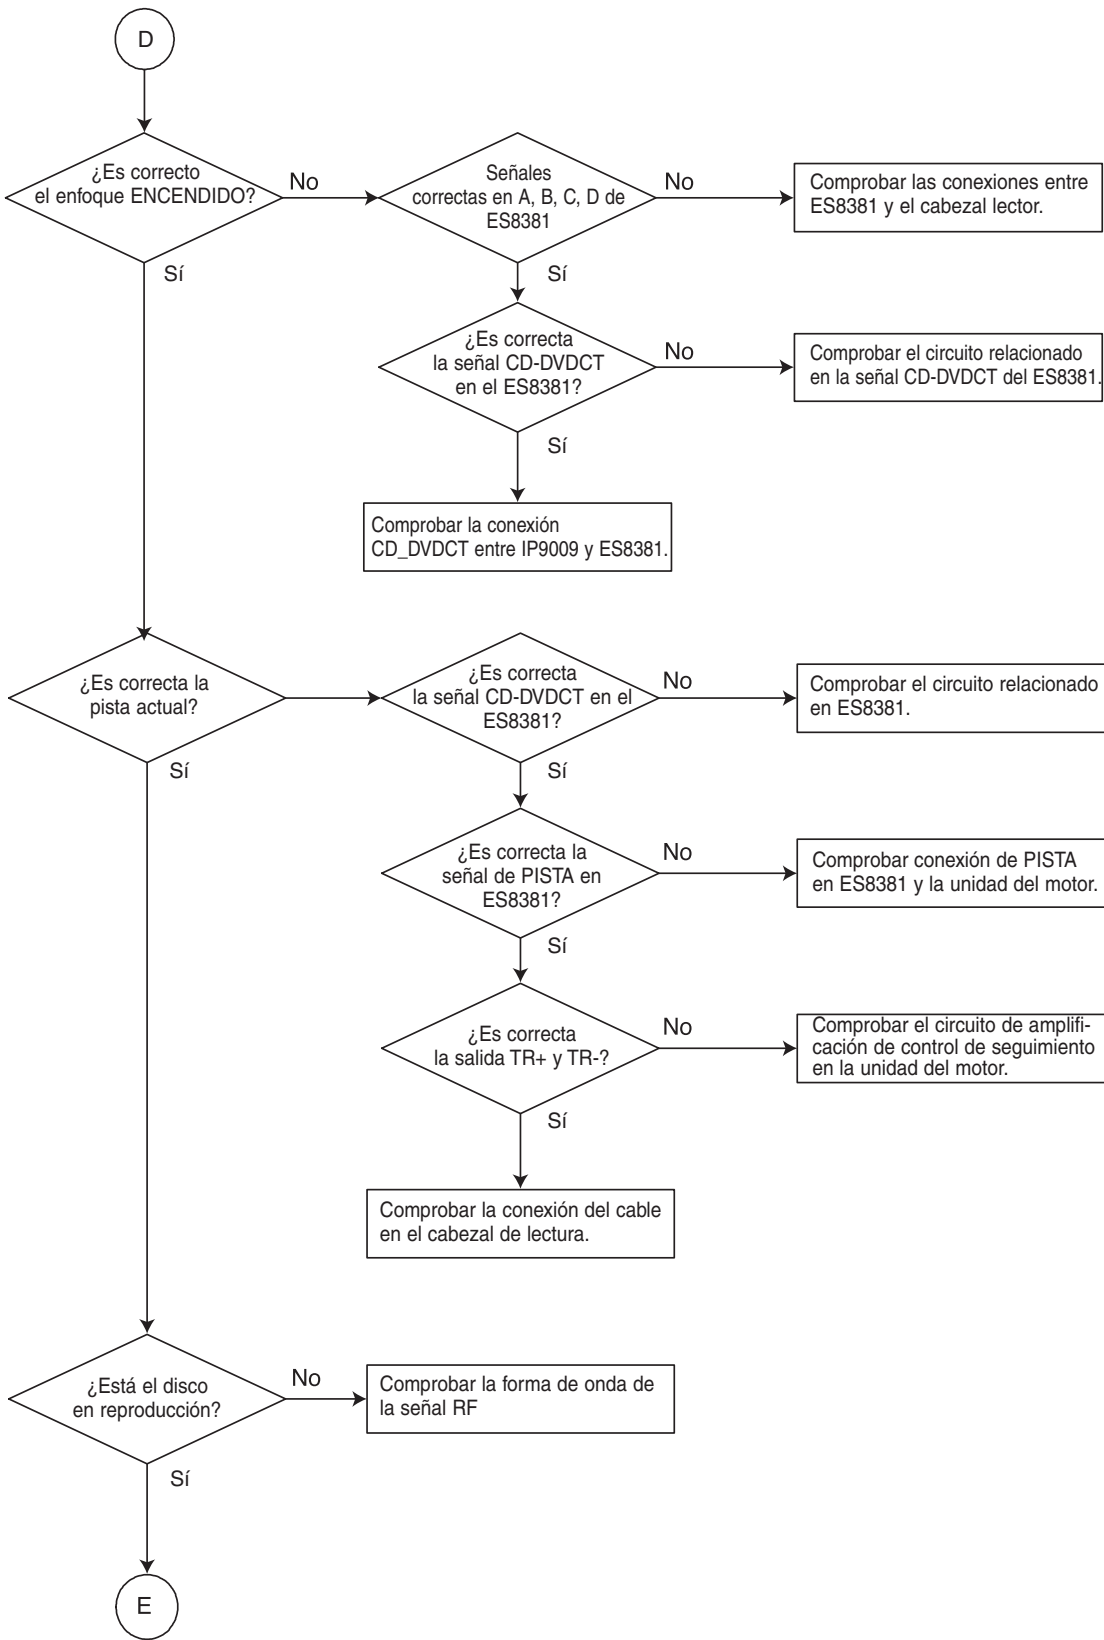 D
¿Es correcto
el enfoque ENCENDIDO?
No
Señales
correctas en A, B, C, D de
ES8381
No
Comprobar las conexiones entre
ES8381 y el cabezal lector.
Sí
Sí
¿Es correcta
la señal CD-DVDCT
en el ES8381?
No
Comprobar el circuito relacionado
en la señal CD-DVDCT del ES8381.
Sí
Comprobar la conexión
CD_DVDCT entre IP9009 y ES8381.
¿Es correcta la
pista actual?
¿Es correcta
la señal CD-DVDCT en el
ES8381?
No
Comprobar el circuito relacionado
en ES8381.
Sí
Sí
¿Es correcta la
señal de PISTA en
ES8381?
No
Comprobar conexión de PISTA
en ES8381 y la unidad del motor.
Sí
¿Es correcta
la salida TR+ y TR-?
No
Comprobar el circuito de amplifi-
cación de control de seguimiento
en la unidad del motor.
Sí
Comprobar la conexión del cable
en el cabezal de lectura.
¿Está el disco
en reproducción?
No
Comprobar la forma de onda de
la señal RF
Sí
E